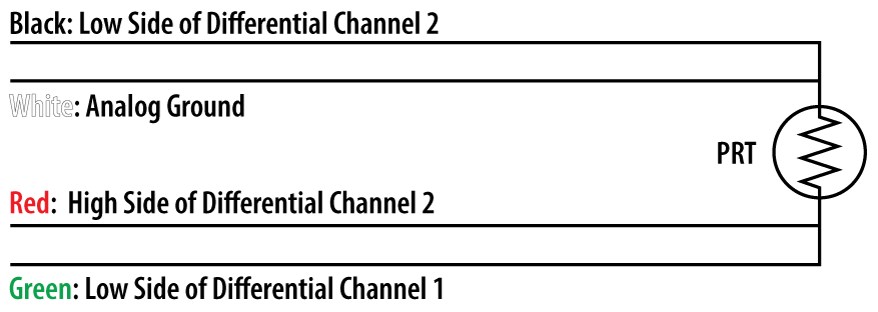 Black: Low Side of Differential Channel 2
White: Analog Ground
PRT
Red: High Side of Differential Channel 2
Green: Low Side of Differential Channel 1